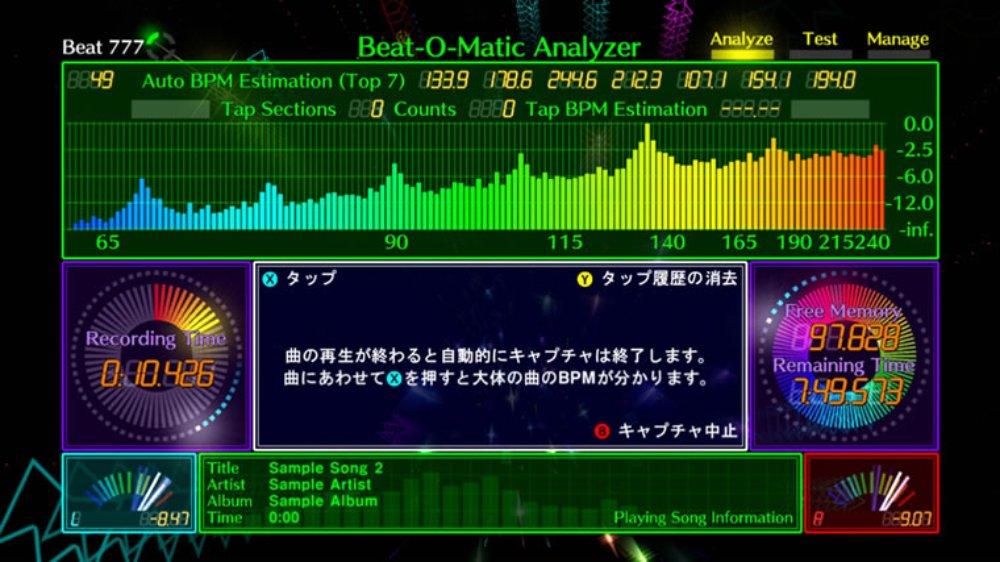 Beat 777
Beat-O-Matic Analyzer
Analyze Test Manage
49 Auto BPM Estimation (Top 7) 133.9 178.6 244.6 212.3 107.1 154.1 194.0
Tap Sections 0 Counts 0 Tap BPM Estimation ---.--
0.0
-2.5
-6.0
-12.0
-inf.
65 90 115 140 165 190 215 240
Recording Time
0:10.426
X タップ
Y タップ履歴の消去
曲の再生が終わると自動的にキャプチャは終了します。
曲にあわせてXを押すと大体の曲のBPMが分かります。
B キャプチャ中止
Free Memory
97.828
Remaining Time
7:49.573
L -8.47
Title Sample Song 2
Artist Sample Artist
Album Sample Album
Time 0:00
Playing Song Information
R -9.07